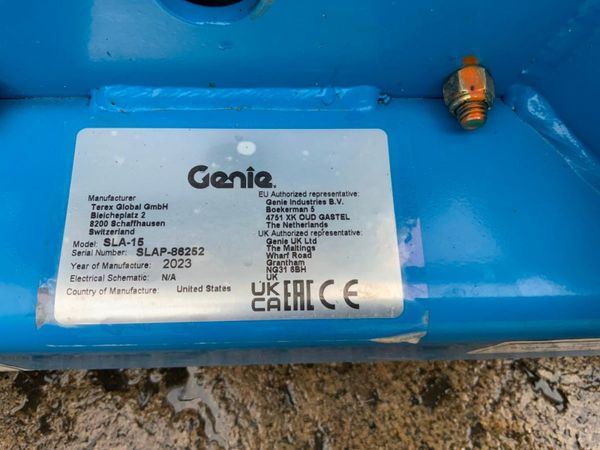 Genie.
Manufacturer
Terex Global GmbH
Bleicheplatz 2
8200 Schaffhausen
Switzerland
Model: SLA-15
Serial Number: SLAP-86252
Year of Manufacture: 2023
Electrical Schematic: N/A
Country of Manufacture: United States
EU Authorized representative:
Genie Industries B.V.
Boekerman 5
4751 XK OUD GASTEL
The Netherlands
UK Authorized representative:
Genie UK Ltd
The Maltings
Wharf Road
Grantham
NG31 6BH
UK
UK
CA EAC CE